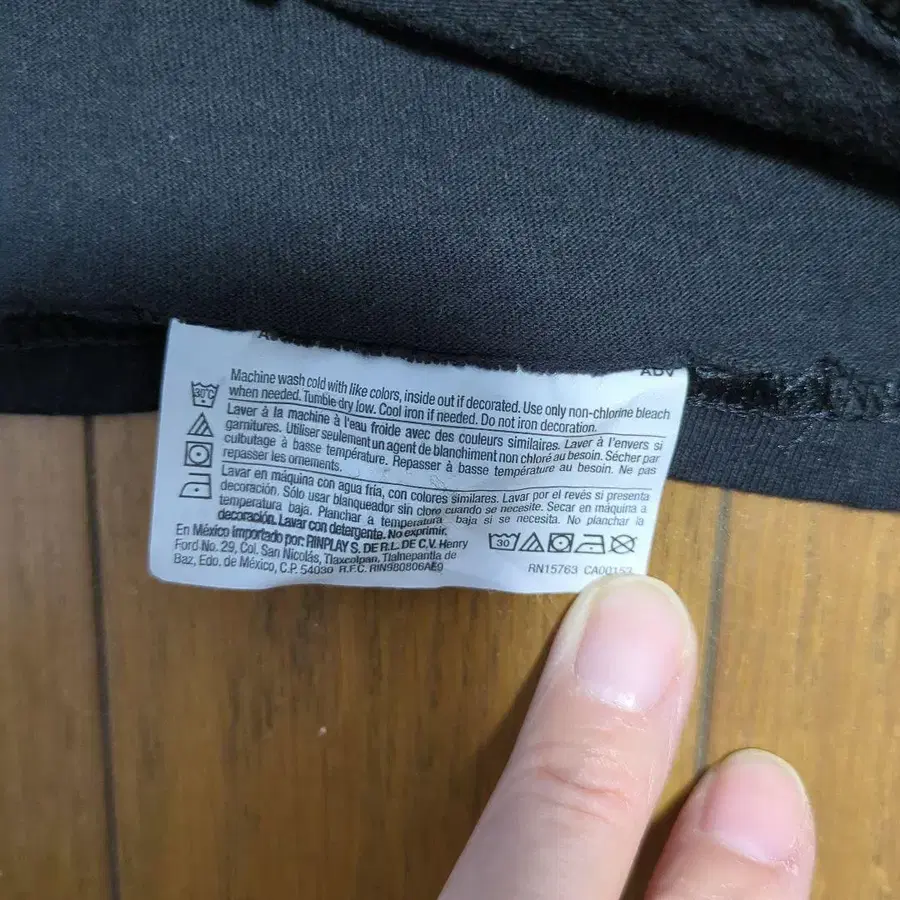 ADV
30°C
Machine wash cold with like colors, inside out if decorated. Use only non-chlorine bleach
when needed. Tumble dry low. Cool iron if needed. Do not iron decoration.
Laver à la machine à l'eau froide avec des couleurs similaires. Laver à l'envers si
garnitures. Utiliser seulement un agent de blanchiment non chloré au besoin. Sécher par
culbutage à basse température. Repasser à basse température au besoin. Ne pas
repasser les ornements.
Lavar en máquina con agua fría, con colores similares. Lavar por el revés si presenta
decoración. Sólo usar blanqueador sin cloro cuando se necesite. Secar en máquina a
temperatura baja. Planchar a temperatura baja si se necesita. No planchar la
decoración. Lavar con detergente. No exprimir.
En México importado por: RINPLAY S. DE R.L. DE C.V. Henry
Ford No. 29, Col. San Nicolás, Tlaxcolpan, Tlalnepantla de
Baz, Edo. de México, C.P. 54030 R.F.C. RIN980806AE9
30
RN15763 CA00153